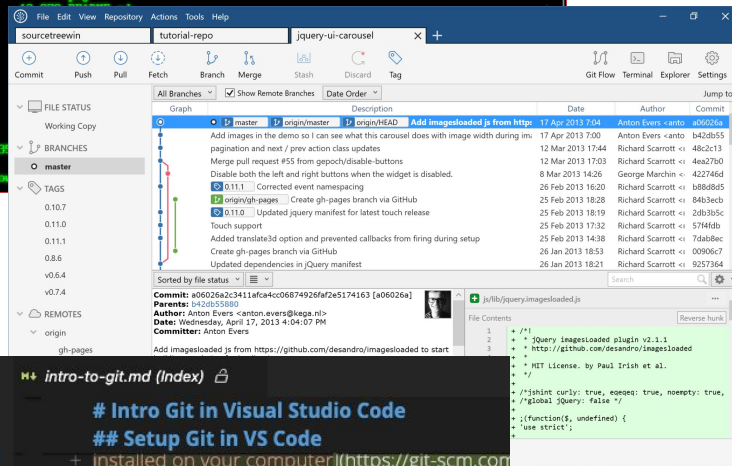 File Edit View Repository Actions Tools Help
sourcetreewin tutorial-repo jquery-ui-carousel
Commit Push Pull Fetch Branch Merge Stash Discard Tag Git Flow Terminal Explorer Settings
All Branches Show Remote Branches Date Order Jump to
Graph Description Date Author Commit
master origin/master origin/HEAD Add imagesloaded js from https 17 Apr 2013 7:04 Anton Evers <anto a06026a
Add images in the demo so I can see what this carousel does with image width during im 17 Apr 2013 7:00 Anton Evers <anto b42db55
pagination and next / prev action class updates 12 Mar 2013 17:44 Richard Scarrott 48c2c13
Merge pull request #55 from gepoch/disable-buttons 12 Mar 2013 17:03 Richard Scarrott 4ea27b0
Disable both the left and right buttons when the widget is disabled. 8 Mar 2013 14:26 George Marchin 422746d
0.11.1 Corrected event namespacing 26 Feb 2013 16:20 Richard Scarrott b88d8d5
origin/gh-pages Create gh-pages branch via GitHub 25 Feb 2013 18:28 Richard Scarrott 84b3ecb
0.11.0 Updated jquery manifest for latest touch release 25 Feb 2013 18:19 Richard Scarrott 2db3b5c
Touch support 25 Feb 2013 17:32 Richard Scarrott 57f4fdb
Added translate3d option and prevented callbacks from firing during setup 25 Feb 2013 14:38 Richard Scarrott 7dab8ec
Create gh-pages branch via GitHub 26 Jan 2013 18:53 Richard Scarrott 00906c7
Updated dependencies in jQuery manifest 26 Jan 2013 18:21 Richard Scarrott 9257364
FILE STATUS
Working Copy
BRANCHES
master
TAGS
0.10.7
0.11.0
0.11.1
0.8.6
v0.6.4
v0.7.4
REMOTES
origin
gh-pages
Sorted by file status Search
Commit: a06026a2c3411afca4cc06874926faf2e5174163 [a06026a]
Parents: b42db55880
Author: Anton Evers <anton.evers@kega.nl>
Date: Wednesday, April 17, 2013 4:04:07 PM
Committer: Anton Evers
Add imagesloaded js from https://github.com/desandro/imagesloaded to start
js/lib/jquery.imagesloaded.js
File Contents Reverse hunk
1 + /*!
2 + * jQuery imagesLoaded plugin v2.1.1
3 + * http://github.com/desandro/imagesloaded
+ *
+ * MIT License. by Paul Irish et al.
+ */
+
+ /*jshint curly: true, eqeqeq: true, noempty: true,
+ /*global jQuery: false */
+
+ ;(function($, undefined) {
+ 'use strict';
+
intro-to-git.md (Index)
# Intro Git in Visual Studio Code
## Setup Git in VS Code
+ installed on your computer](https://git-scm.com